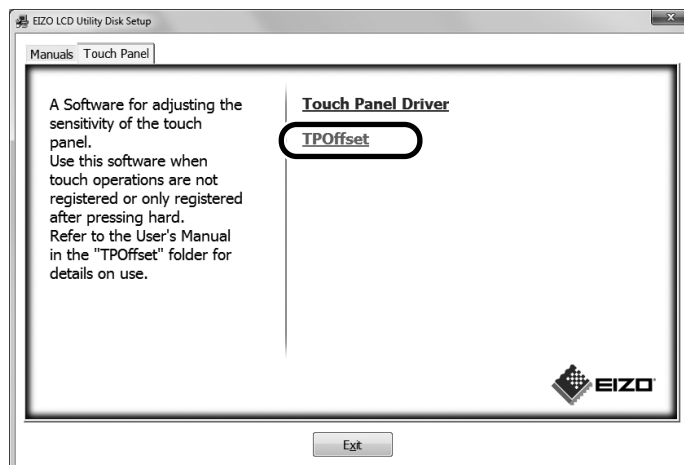 EIZO LCD Utility Disk Setup
x
Manuals Touch Panel
A Software for adjusting the
sensitivity of the touch
panel.
Use this software when
touch operations are not
registered or only registered
after pressing hard.
Refer to the User's Manual
in the "TPOffset" folder for
details on use.
Touch Panel Driver
TPOffset
EIZO
Exit